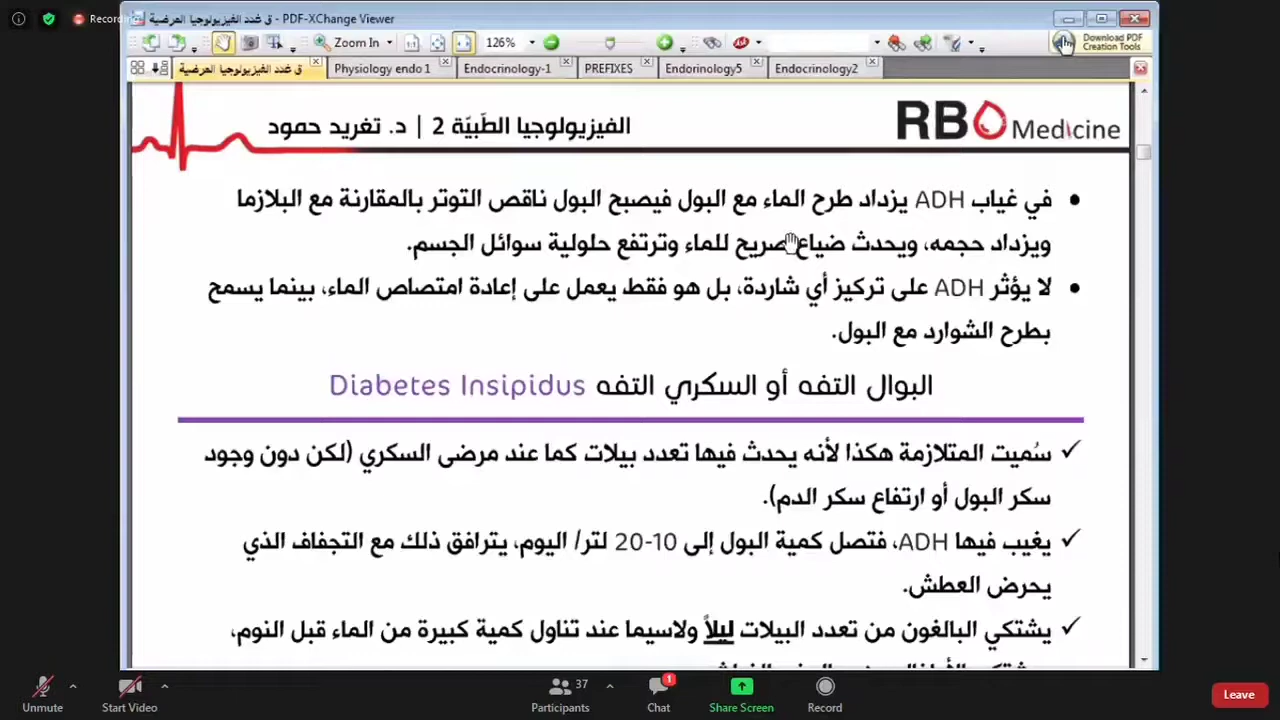 Recording
ق غدد الفيزيولوجيا المرضية - PDF-XChange Viewer
Zoom In
126%
Download PDF
Creation Tools
ق غدد الفيزيولوجيا المرضية
Physiology endo1
Endocrinology-1
PREFIXES
Endorinology5
Endocrinology2
RB Medicine
الفيزيولوجيا الطّبيّة 2 | د. تغريد حمود
• في غياب ADH يزداد طرح الماء مع البول فيصبح البول ناقص التوتر بالمقارنة مع البلازما
ويزداد حجمه، ويحدث ضياع صريح للماء وترتفع حلولية سوائل الجسم.
• لا يؤثر ADH على تركيز أي شاردة، بل هو فقط يعمل على إعادة امتصاص الماء، بينما يسمح
بطرح الشوارد مع البول.
البوال التفه أو السكري التفه Diabetes Insipidus
✓ سُميت المتلازمة هكذا لأنه يحدث فيها تعدد بيلات كما عند مرضى السكري (لكن دون وجود
سكر البول أو ارتفاع سكر الدم).
✓ يغيب فيها ADH، فتصل كمية البول إلى 10-20 لتر/ اليوم، يترافق ذلك مع التجفاف الذي
يحرض العطش.
✓ يشتكي البالغون من تعدد البيلات ليلاً ولاسيما عند تناول كمية كبيرة من الماء قبل النوم،
Unmute
Start Video
37
Participants
1
Chat
Share Screen
Record
Leave